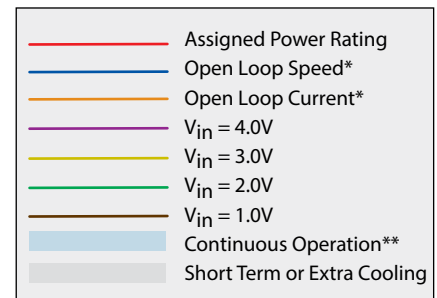 Assigned Power Rating
Open Loop Speed*
Open Loop Current*
Vin = 4.0V
Vin = 3.0V
Vin = 2.0V
Vin = 1.0V
Continuous Operation**
Short Term or Extra Cooling